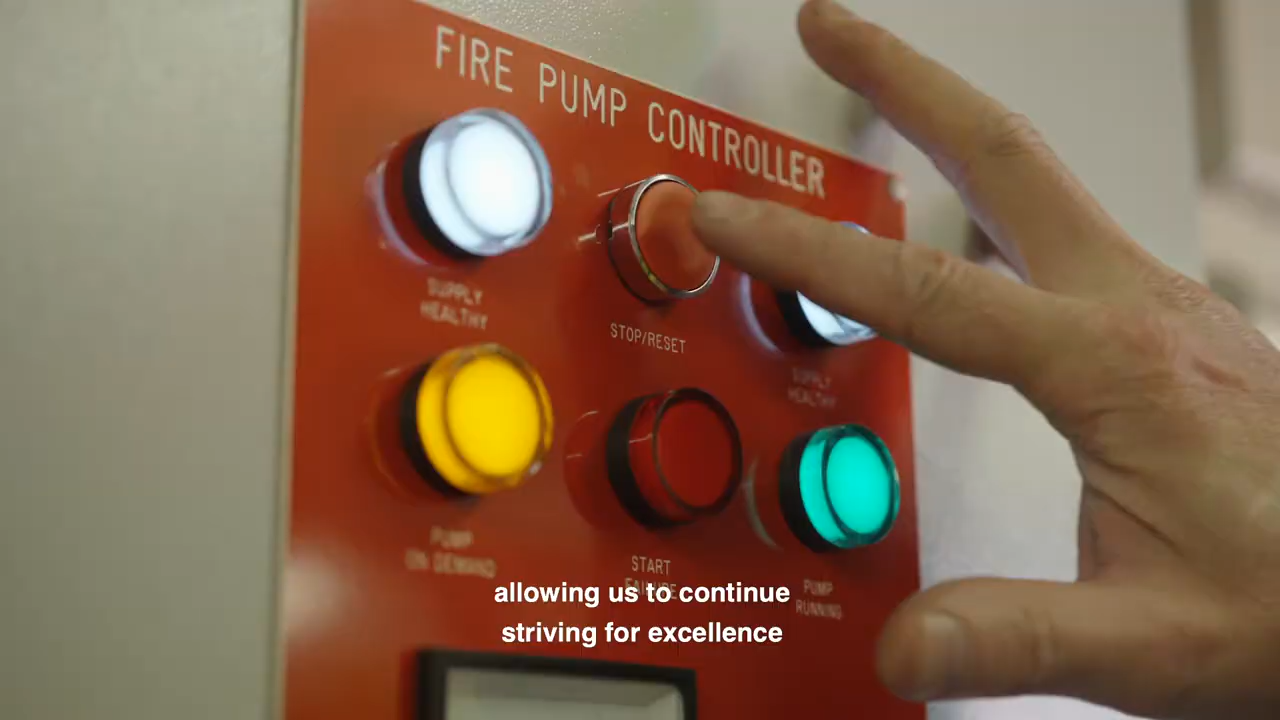 FIRE PUMP CONTROLLER
SUPPLY
HEALTHY
STOP/RESET
SUPPLY
HEALTHY
PUMP
ON DEMAND
START
FAILURE
PUMP
RUNNING
allowing us to continue
striving for excellence